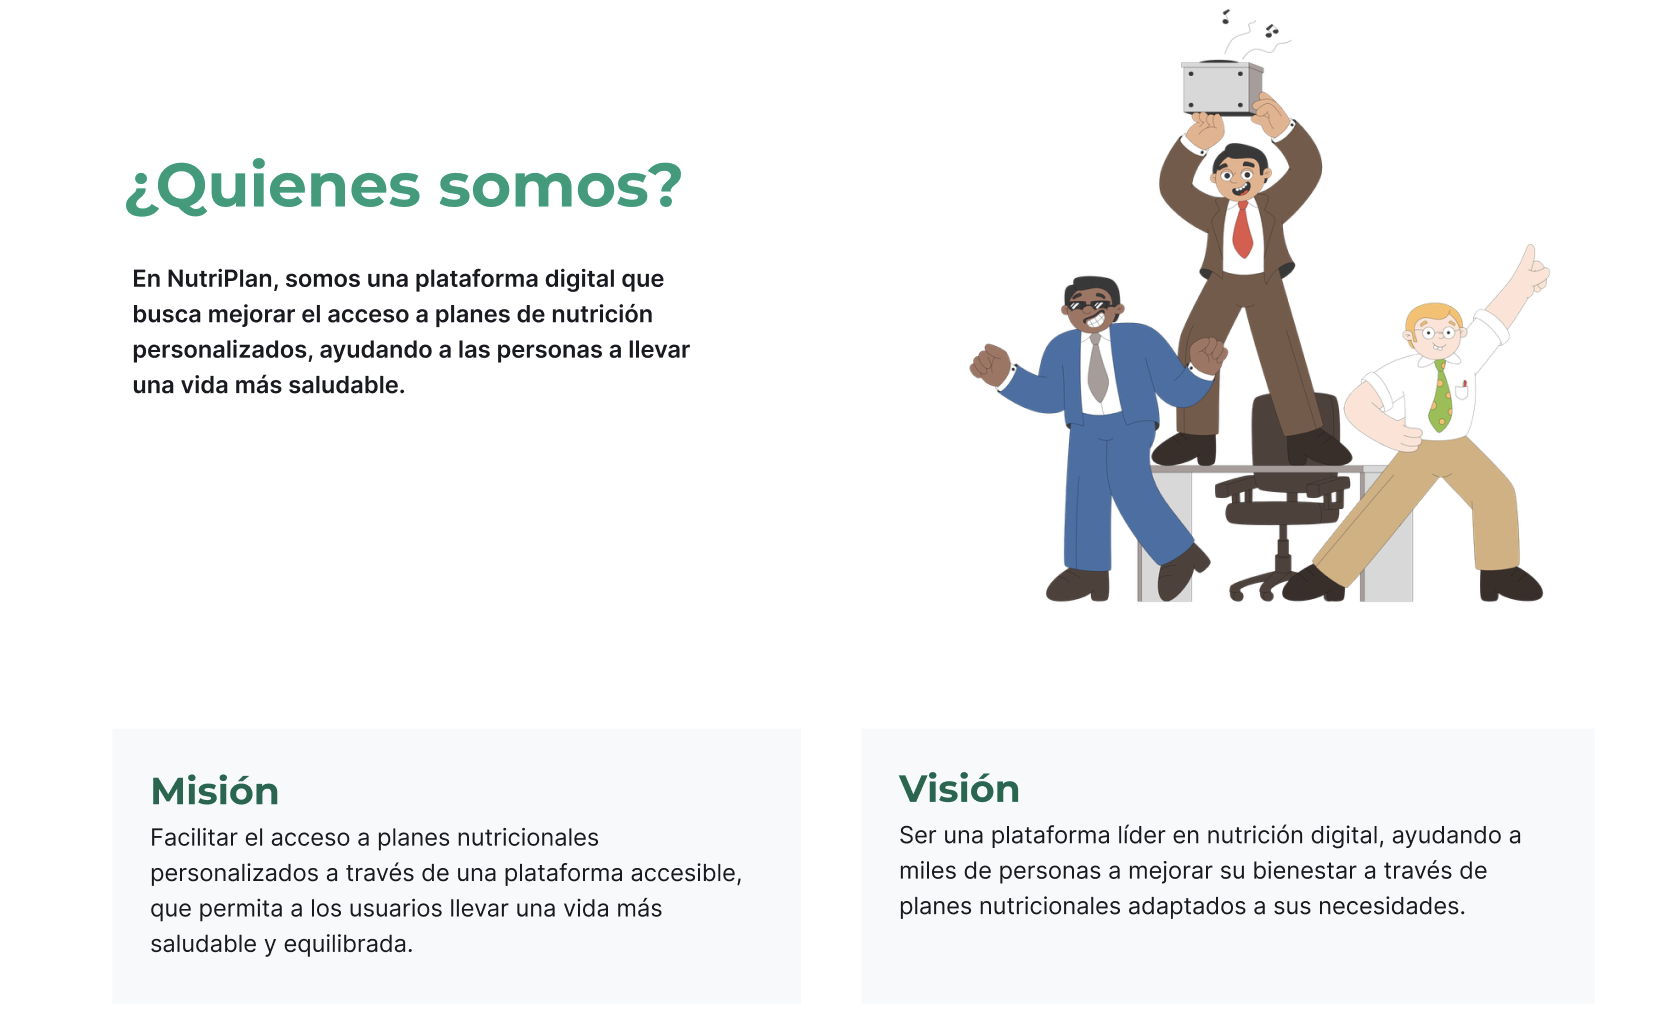 ¿Quienes somos?
En NutriPlan, somos una plataforma digital que
busca mejorar el acceso a planes de nutrición
personalizados, ayudando a las personas a llevar
una vida más saludable.
Misión
Facilitar el acceso a planes nutricionales
personalizados a través de una plataforma accesible,
que permita a los usuarios llevar una vida más
saludable y equilibrada.
Visión
Ser una plataforma líder en nutrición digital, ayudando a
miles de personas a mejorar su bienestar a través de
planes nutricionales adaptados a sus necesidades.